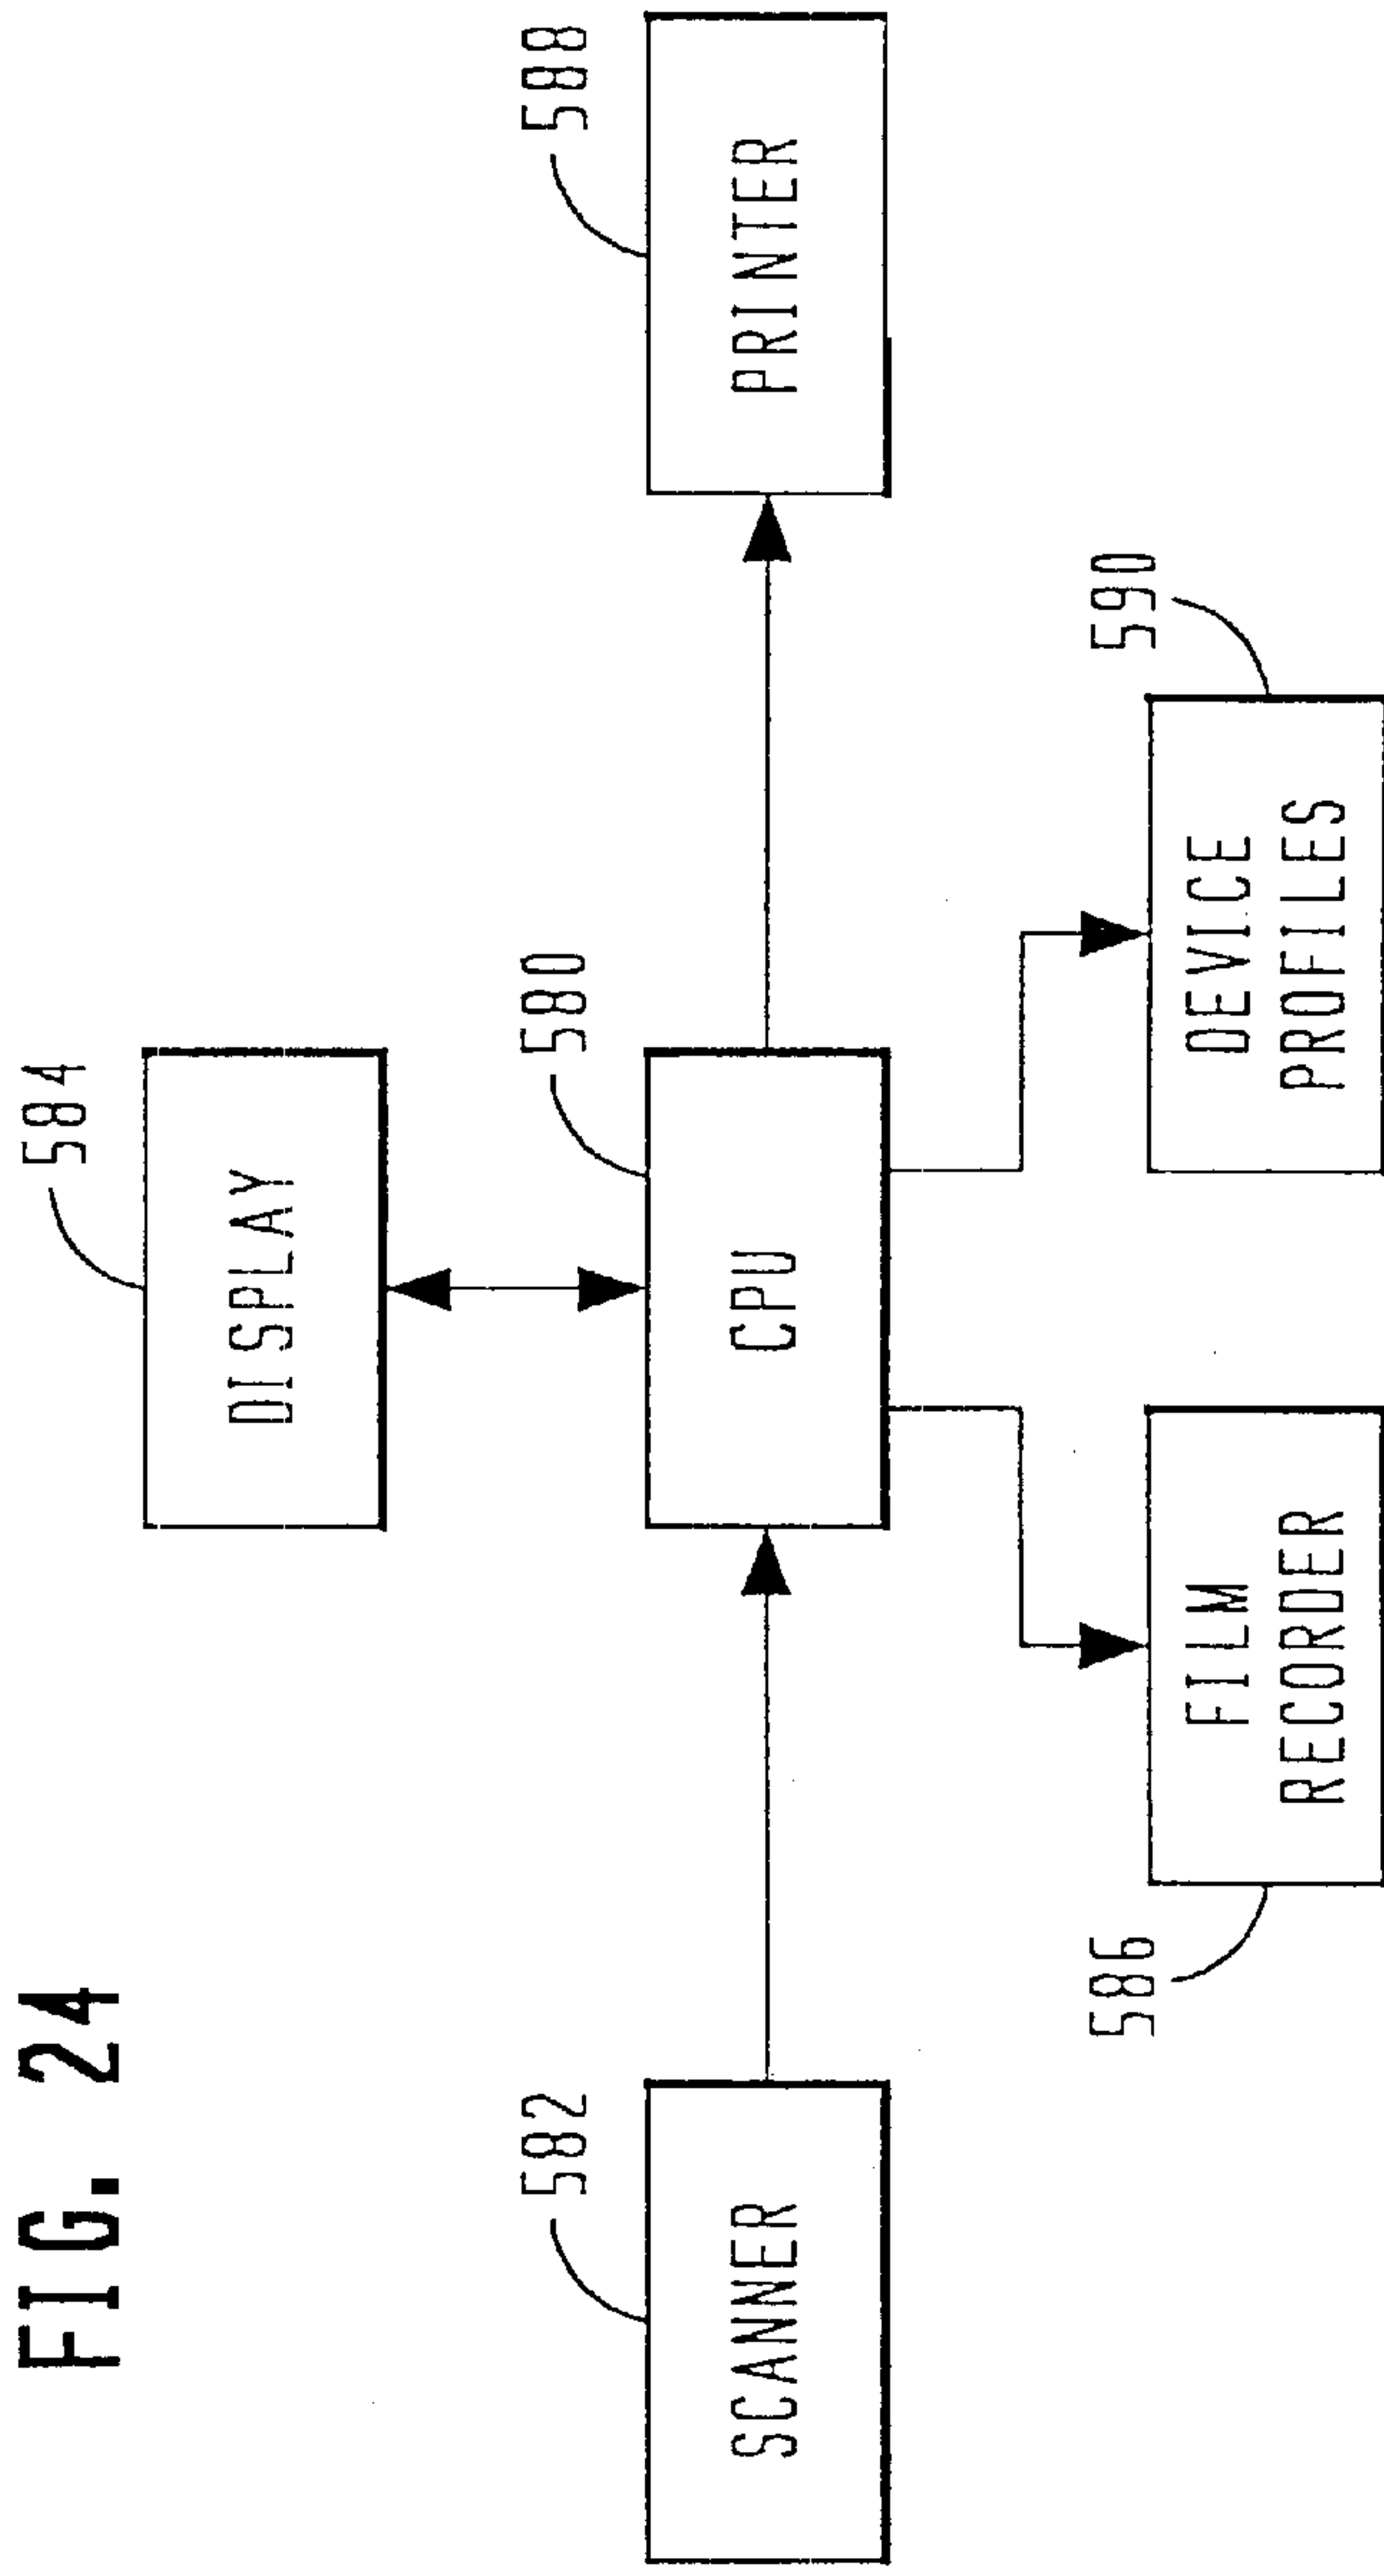 FIG. 24
584
DISPLAY
582
580
588
SCANNER
CPU
PRINTER
586
590
FILM
RECORDER
DEVICE
PROFILES